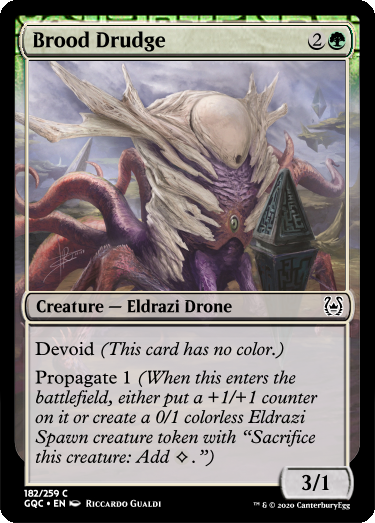 Brood Drudge 2
Creature — Eldrazi Drone
Devoid (This card has no color.)
Propagate 1 (When this enters the
battlefield, either put a +1/+1 counter
on it or create a 0/1 colorless Eldrazi
Spawn creature token with “Sacrifice
this creature: Add .”)
3/1
182/259 C
GQC • EN Riccardo Gualdi
™ & © 2020 CanterburyEgg